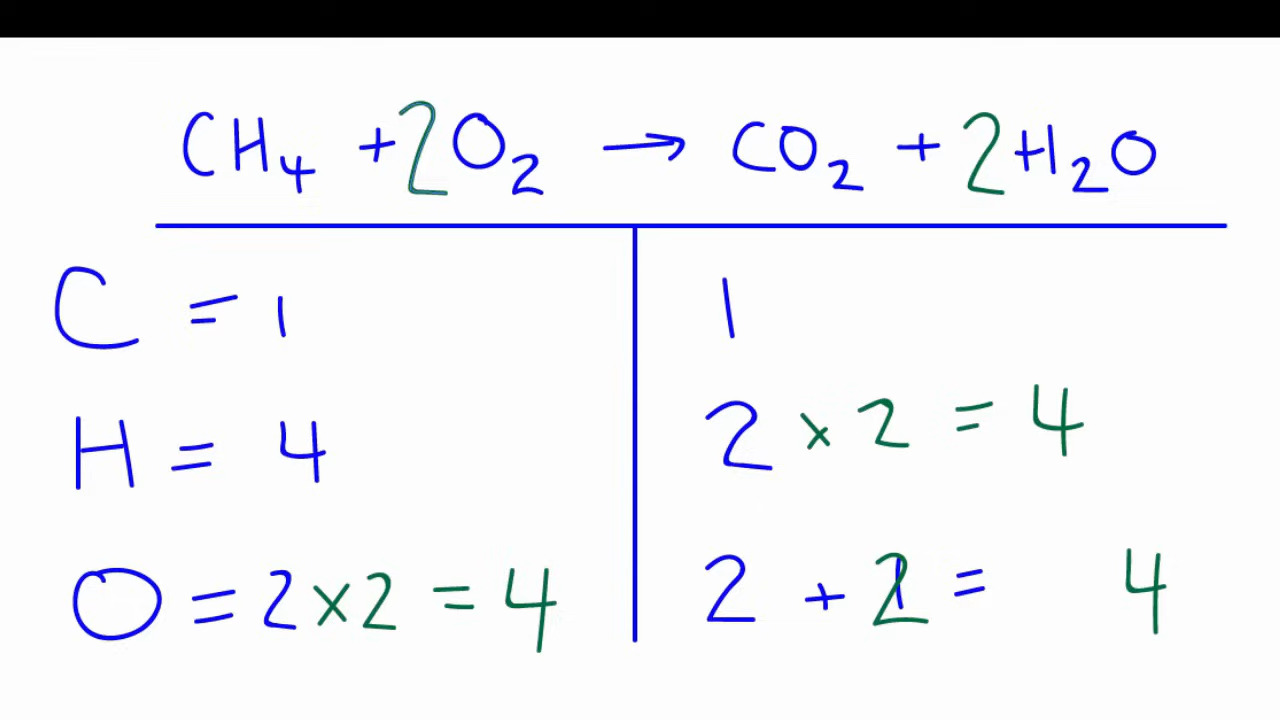 CH₄ + 2O₂ → CO₂ + 2H₂O
C = 1 1
H = 4 2 x 2 = 4
O = 2 x 2 = 4 2 + 2 = 4